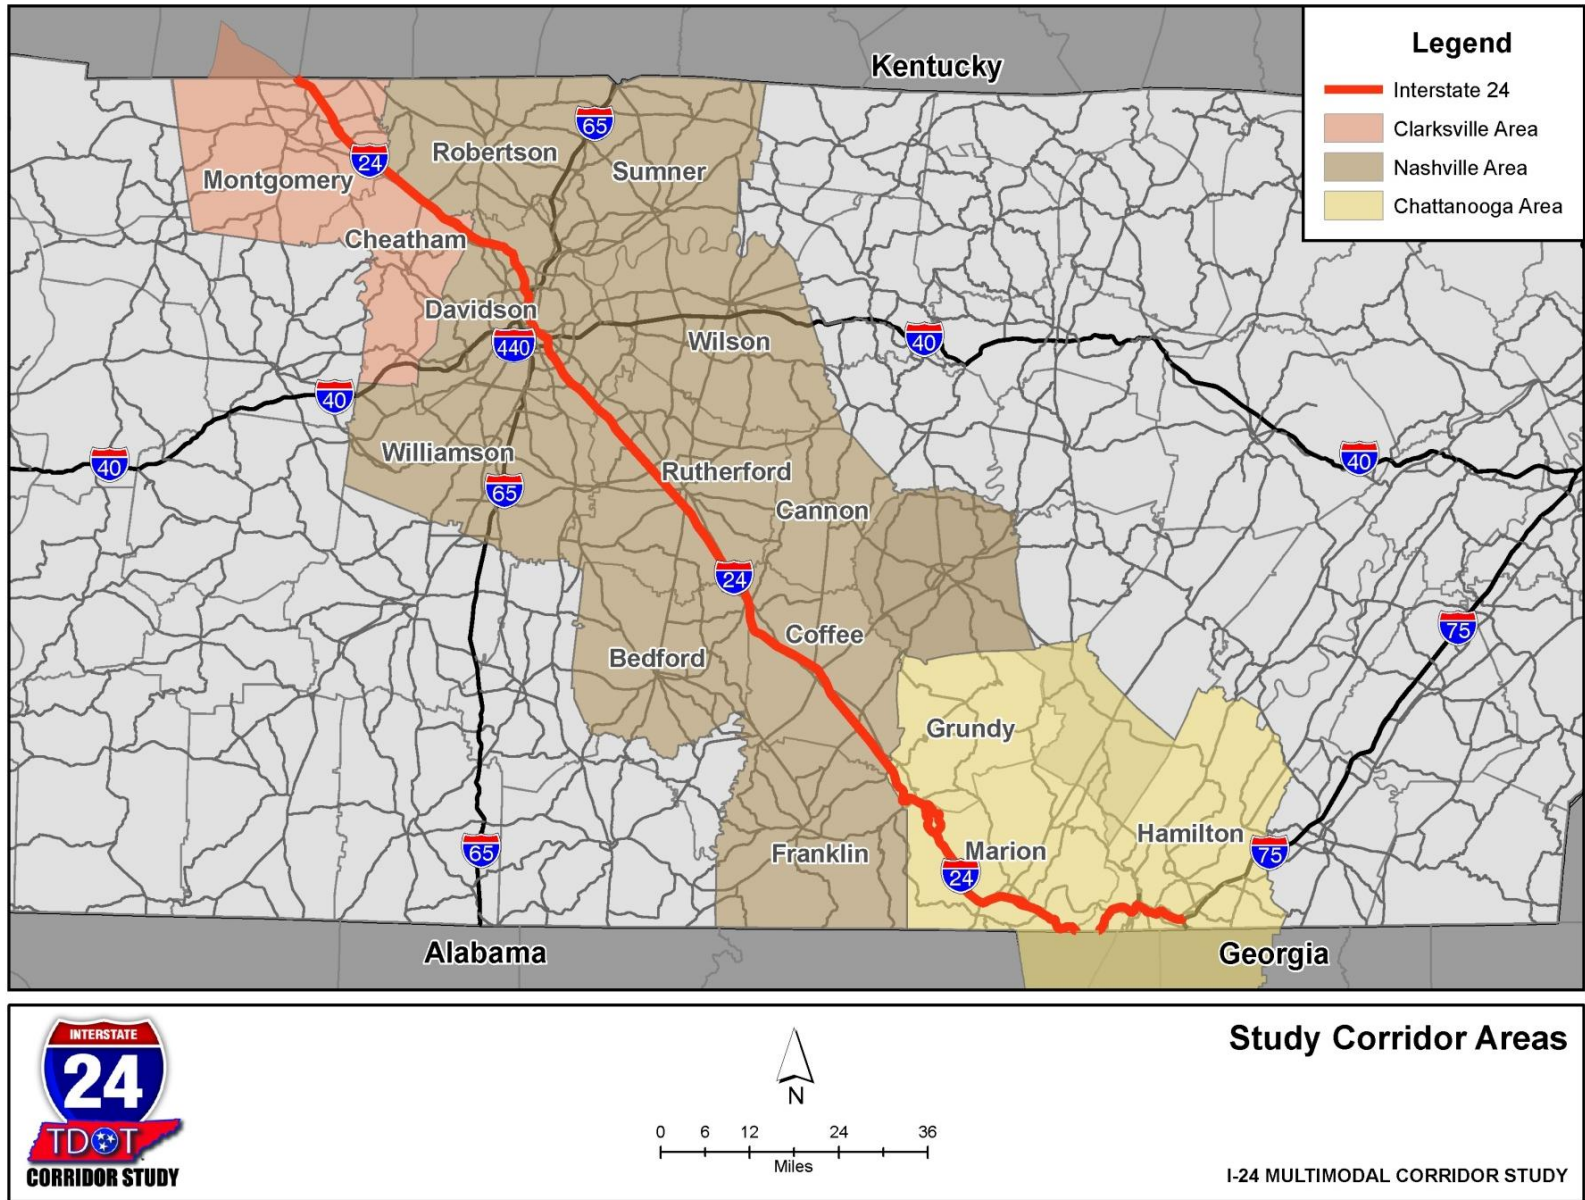 Kentucky
Legend
Interstate 24
Clarksville Area
Nashville Area
Chattanooga Area
65
Robertson
Sumner
24
Montgomery
Cheatham
Davidson
440
Wilson
40
40
Williamson
40
65
Rutherford
40
Cannon
24
Coffee
75
Bedford
Grundy
65
Franklin
24
Marion
Hamilton
75
Alabama
Georgia
INTERSTATE
24
TDOT
CORRIDOR STUDY
N
0 6 12 24 36
Miles
Study Corridor Areas
I-24 MULTIMODAL CORRIDOR STUDY